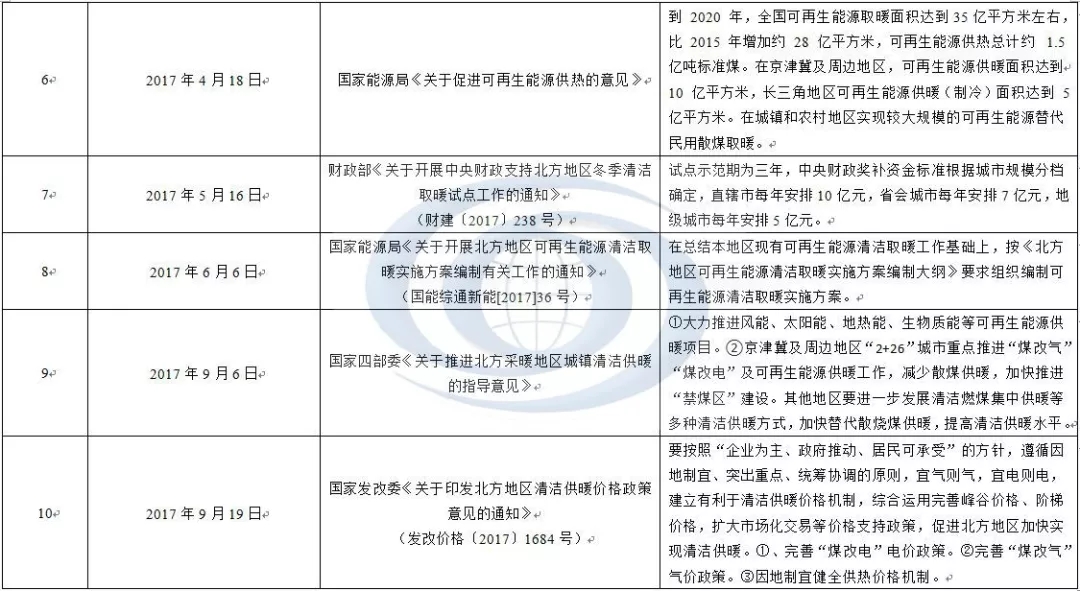 6
2017 年 4 月 18 日
国家能源局《关于促进可再生能源供热的意见》
到 2020 年，全国可再生能源取暖面积达到 35 亿平方米左右，
比 2015 年增加约 28 亿平方米，可再生能源供热总计约 1.5
亿吨标准煤。在京津冀及周边地区，可再生能源供暖面积达到
10 亿平方米，长三角地区可再生能源供暖（制冷）面积达到 5
亿平方米。在城镇和农村地区实现较大规模的可再生能源替代
民用散煤取暖。
7
2017 年 5 月 16 日
财政部《关于开展中央财政支持北方地区冬季清洁
取暖试点工作的通知》
（财建〔2017〕238 号）
试点示范期为三年，中央财政奖补资金标准根据城市规模分档
确定，直辖市每年安排 10 亿元，省会城市每年安排 7 亿元，地
级城市每年安排 5 亿元。
8
2017 年 6 月 6 日
国家能源局《关于开展北方地区可再生能源清洁取
暖实施方案编制有关工作的通知》
（国能综通新能[2017]36 号）
在总结本地区现有可再生能源清洁取暖工作基础上，按《北方
地区可再生能源清洁取暖实施方案编制大纲》要求组织编制可
再生能源清洁取暖实施方案。
9
2017 年 9 月 6 日
国家四部委《关于推进北方采暖地区城镇清洁供暖
的指导意见》
①大力推进风能、太阳能、地热能、生物质能等可再生能源供
暖项目。②京津冀及周边地区“2+26”城市重点推进“煤改气”
“煤改电”及可再生能源供暖工作，减少散煤供暖，加快推进
“禁煤区”建设。其他地区要进一步发展清洁燃煤集中供暖等
多种清洁供暖方式，加快替代散烧煤供暖，提高清洁供暖水平。
10
2017 年 9 月 19 日
国家发改委《关于印发北方地区清洁供暖价格政策
意见的通知》
（发改价格〔2017〕1684 号）
要按照“企业为主、政府推动、居民可承受”的方针，遵循因
地制宜、突出重点、统筹协调的原则，宜气则气，宜电则电，
建立有利于清洁供暖价格机制，综合运用完善峰谷价格、阶梯
价格，扩大市场化交易等价格支持政策，促进北方地区加快实
现清洁供暖。①、完善“煤改电”电价政策。②完善“煤改气”
气价政策。③因地制宜健全供热价格机制。